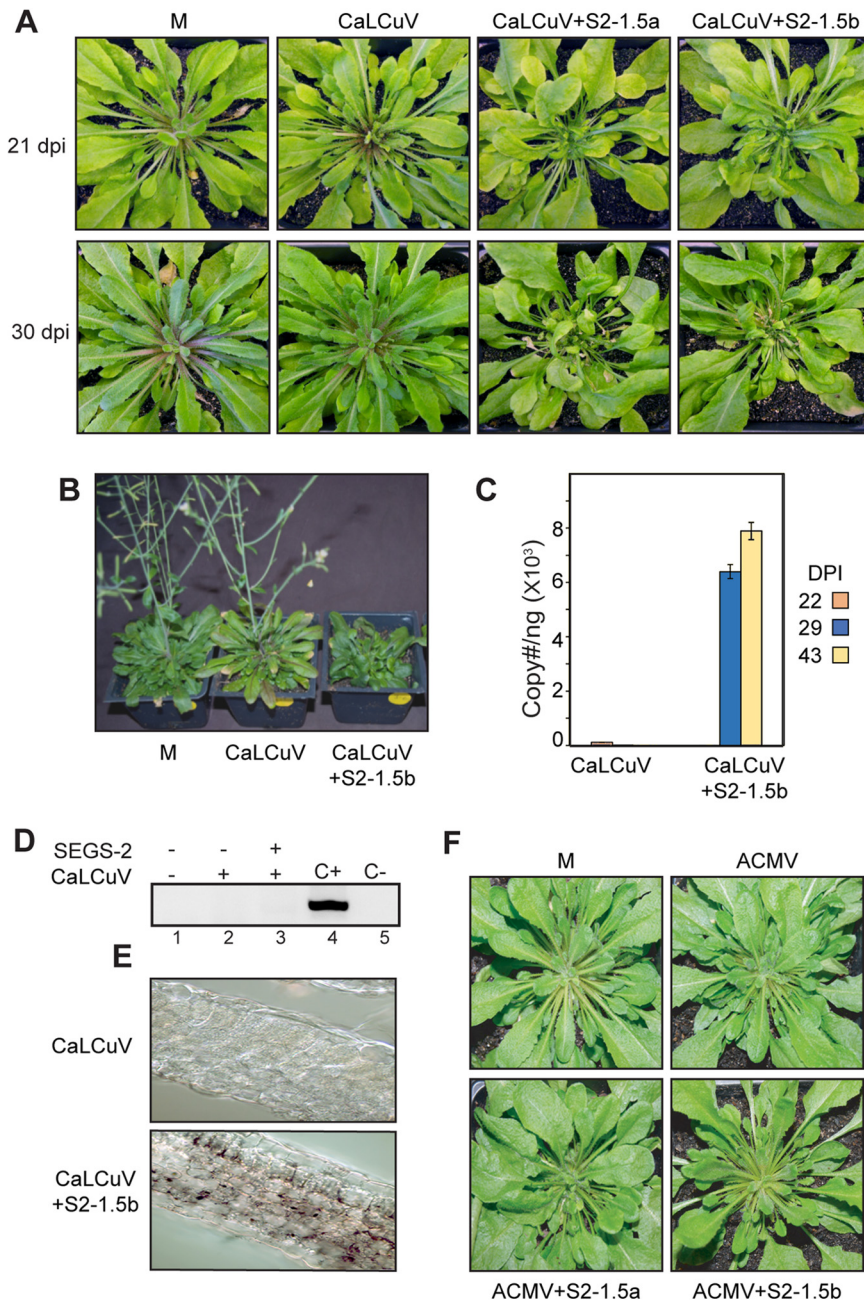 A
M
CaLCuV
CaLCuV+S2-1.5a
CaLCuV+S2-1.5b
21 dpi
30 dpi
B
M
CaLCuV
CaLCuV
+S2-1.5b
C
Copy#/ng (X10³)
8
6
4
2
0
CaLCuV
CaLCuV
+S2-1.5b
DPI
22
29
43
D
SEGS-2 - - +
CaLCuV - + + C+ C-
1 2 3 4 5
E
CaLCuV
CaLCuV
+S2-1.5b
F
M
ACMV
ACMV+S2-1.5a
ACMV+S2-1.5b